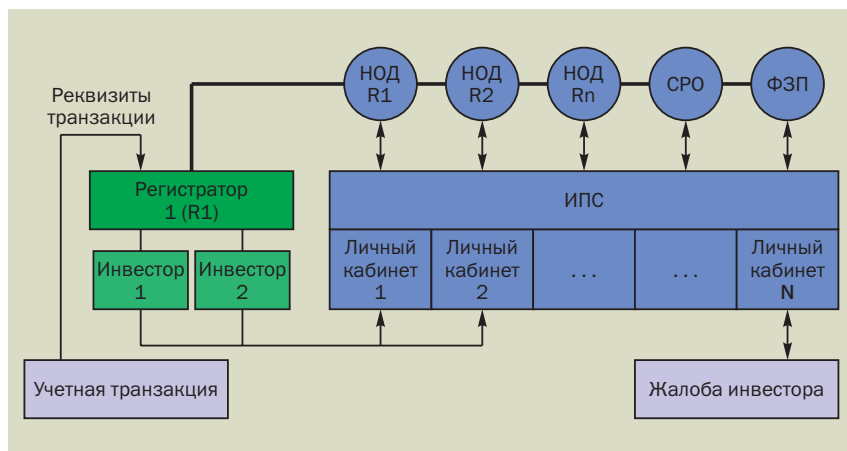 НОД
R1
НОД
R2
НОД
Rn
СРО
ФЗП
Реквизиты
транзакции
Регистратор
1 (R1)
ИПС
Инвестор
1
Инвестор
2
Личный
кабинет
1
Личный
кабинет
2
...
...
Личный
кабинет
N
Учетная транзакция
Жалоба инвестора